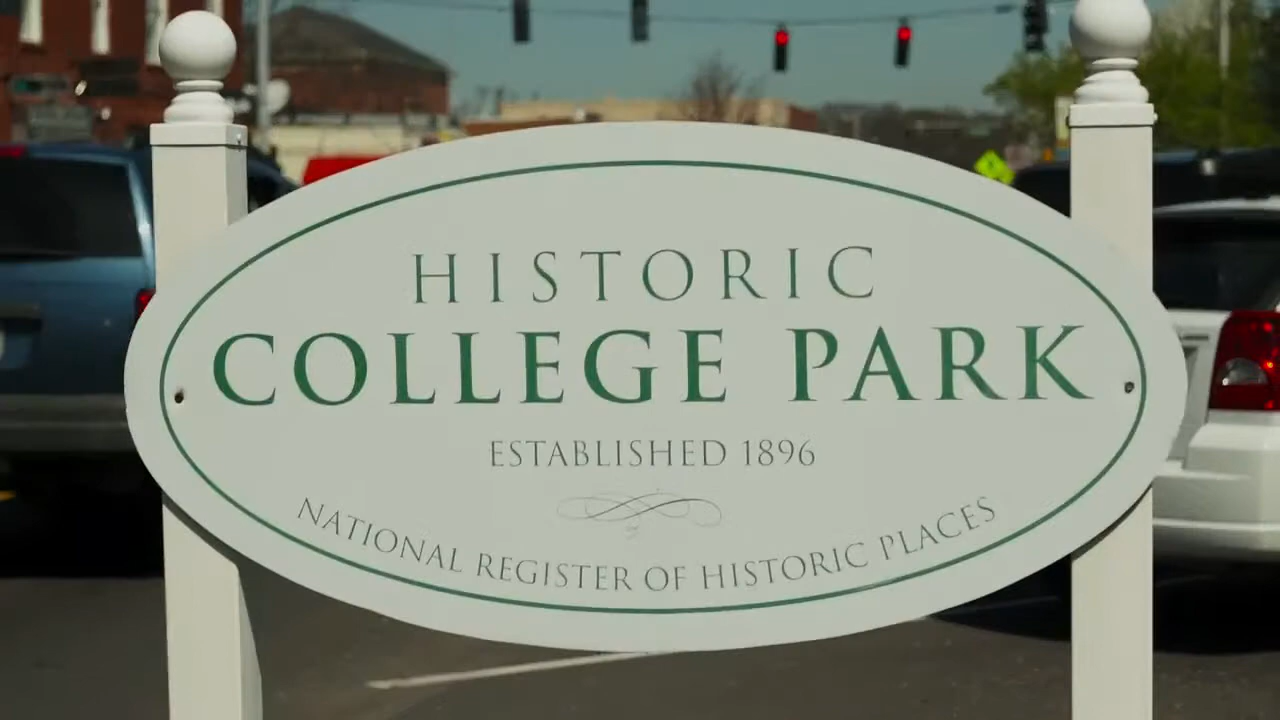 HISTORIC
COLLEGE PARK
ESTABLISHED 1896
NATIONAL REGISTER OF HISTORIC PLACES